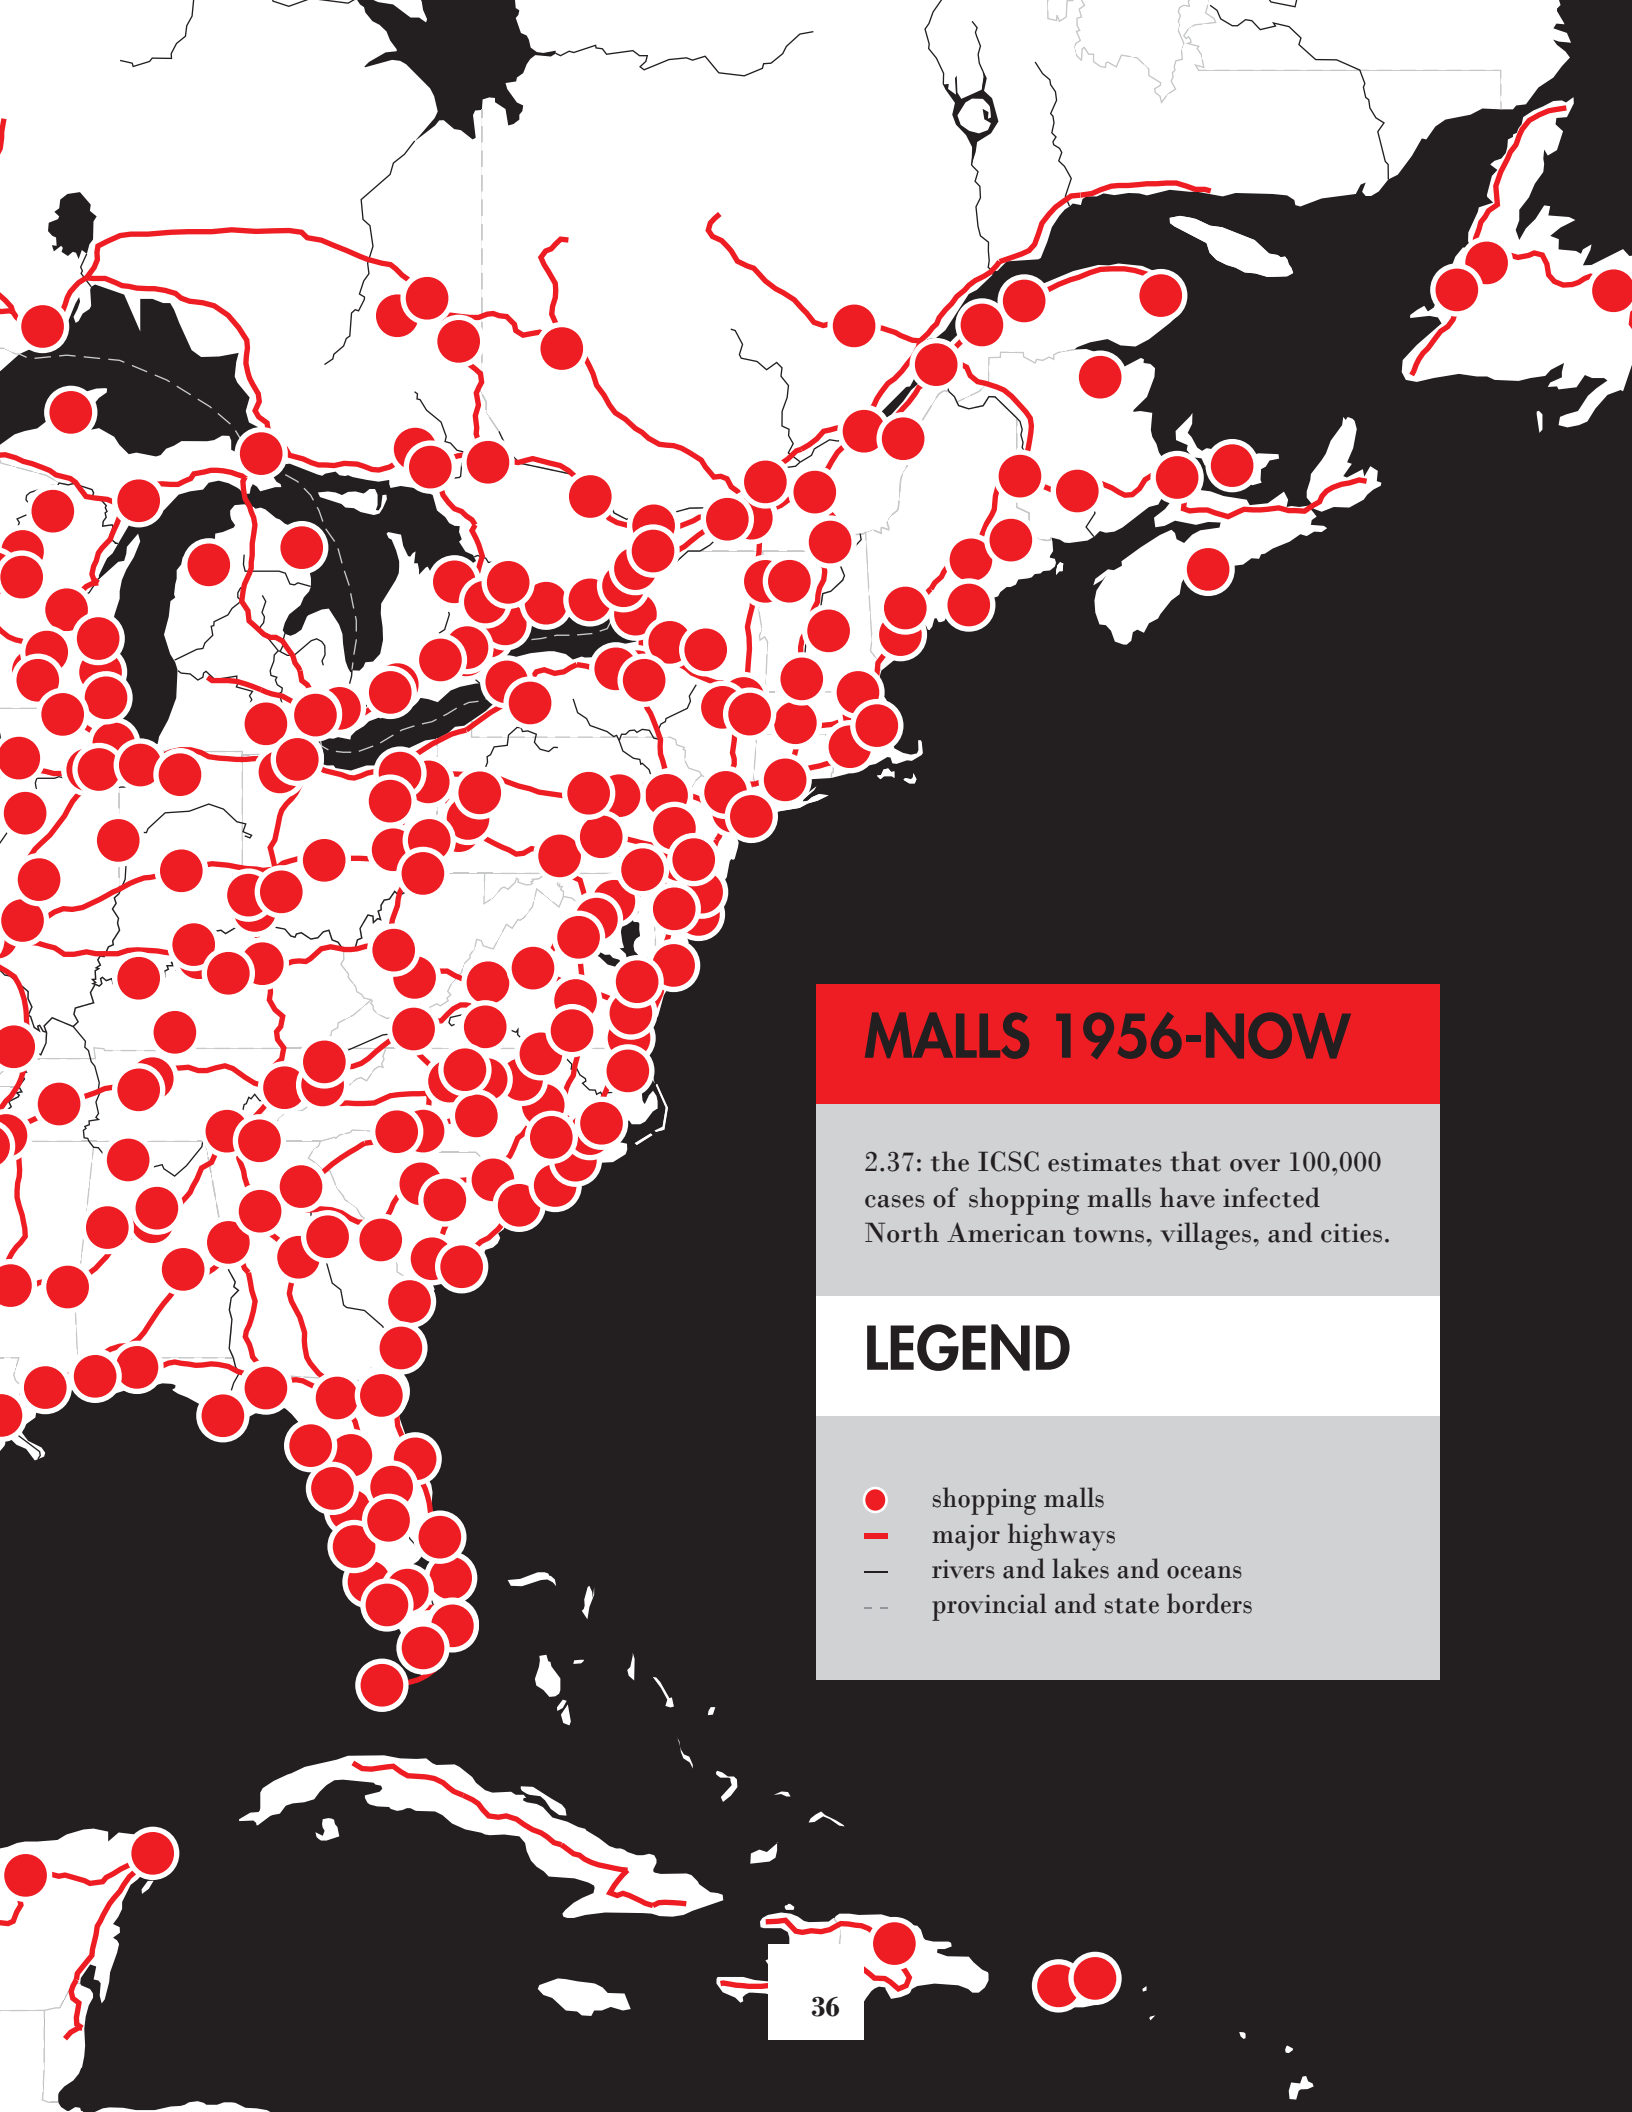 MALLS 1956-NOW
2.37: the ICSC estimates that over 100,000
cases of shopping malls have infected
North American towns, villages, and cities.
LEGEND
shopping malls
major highways
rivers and lakes and oceans
provincial and state borders
36